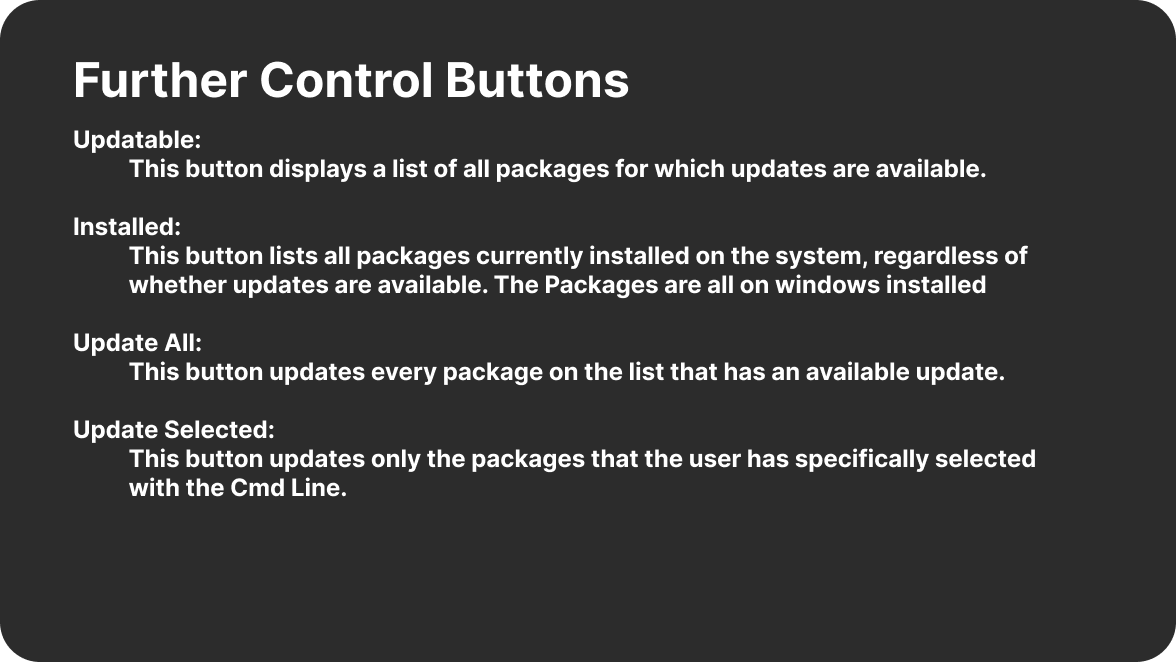 Further Control Buttons
Updatable:
This button displays a list of all packages for which updates are available.
Installed:
This button lists all packages currently installed on the system, regardless of
whether updates are available. The Packages are all on windows installed
Update All:
This button updates every package on the list that has an available update.
Update Selected:
This button updates only the packages that the user has specifically selected
with the Cmd Line.